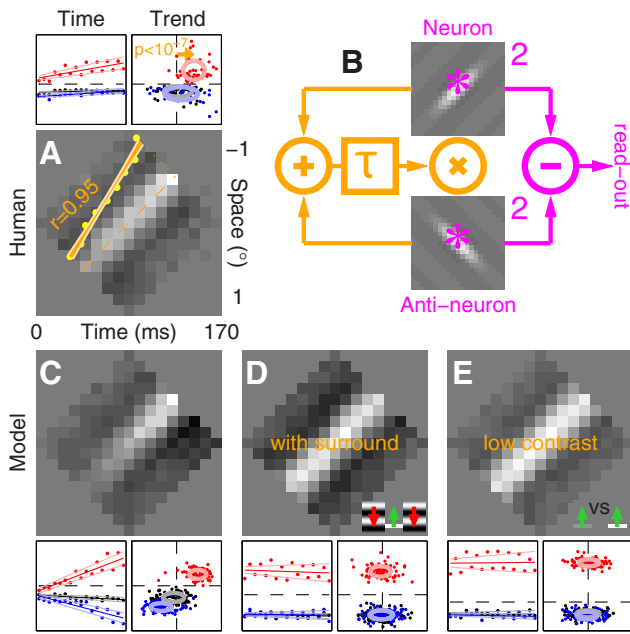 Time Trend
p<10⁻⁷
B
Neuron
2
*
A
r=0.95
Human
−1
Space (°)
1
0 Time (ms) 170
+ τ × − read−out
*
2
Anti−neuron
C D E
Model
with surround
low contrast
vs